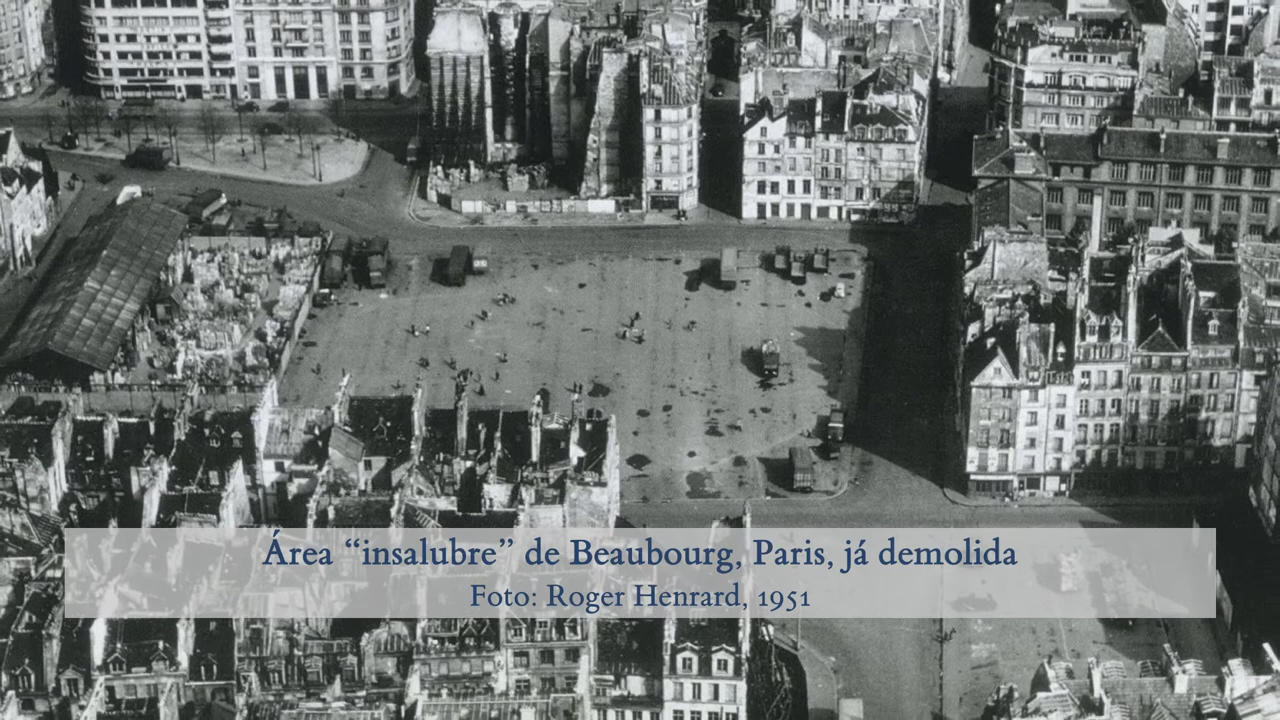 Área “insalubre” de Beaubourg, Paris, já demolida
Foto: Roger Henrard, 1951